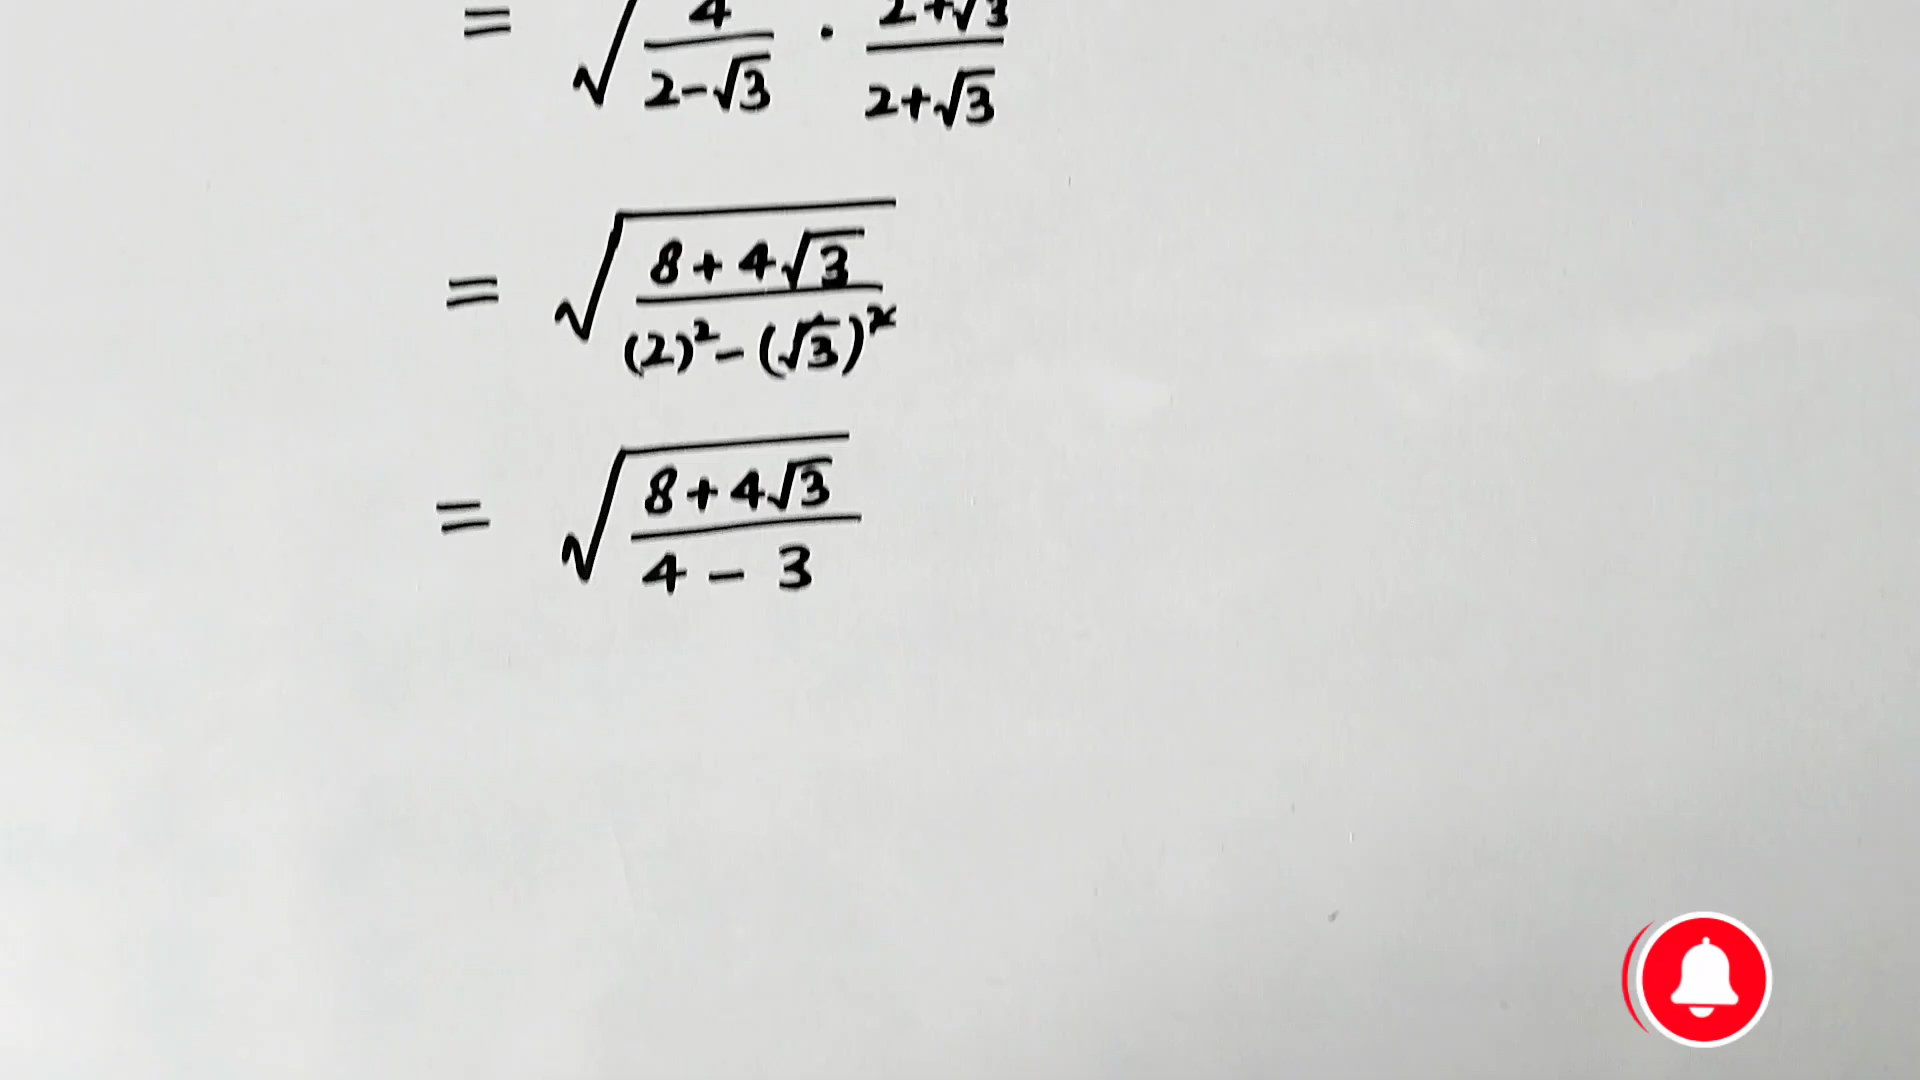 = √(4/(2-√3)) · (2+√3)/(2+√3)
= √((8+4√3)/((2)²-(√3)²))
= √((8+4√3)/(4-3))